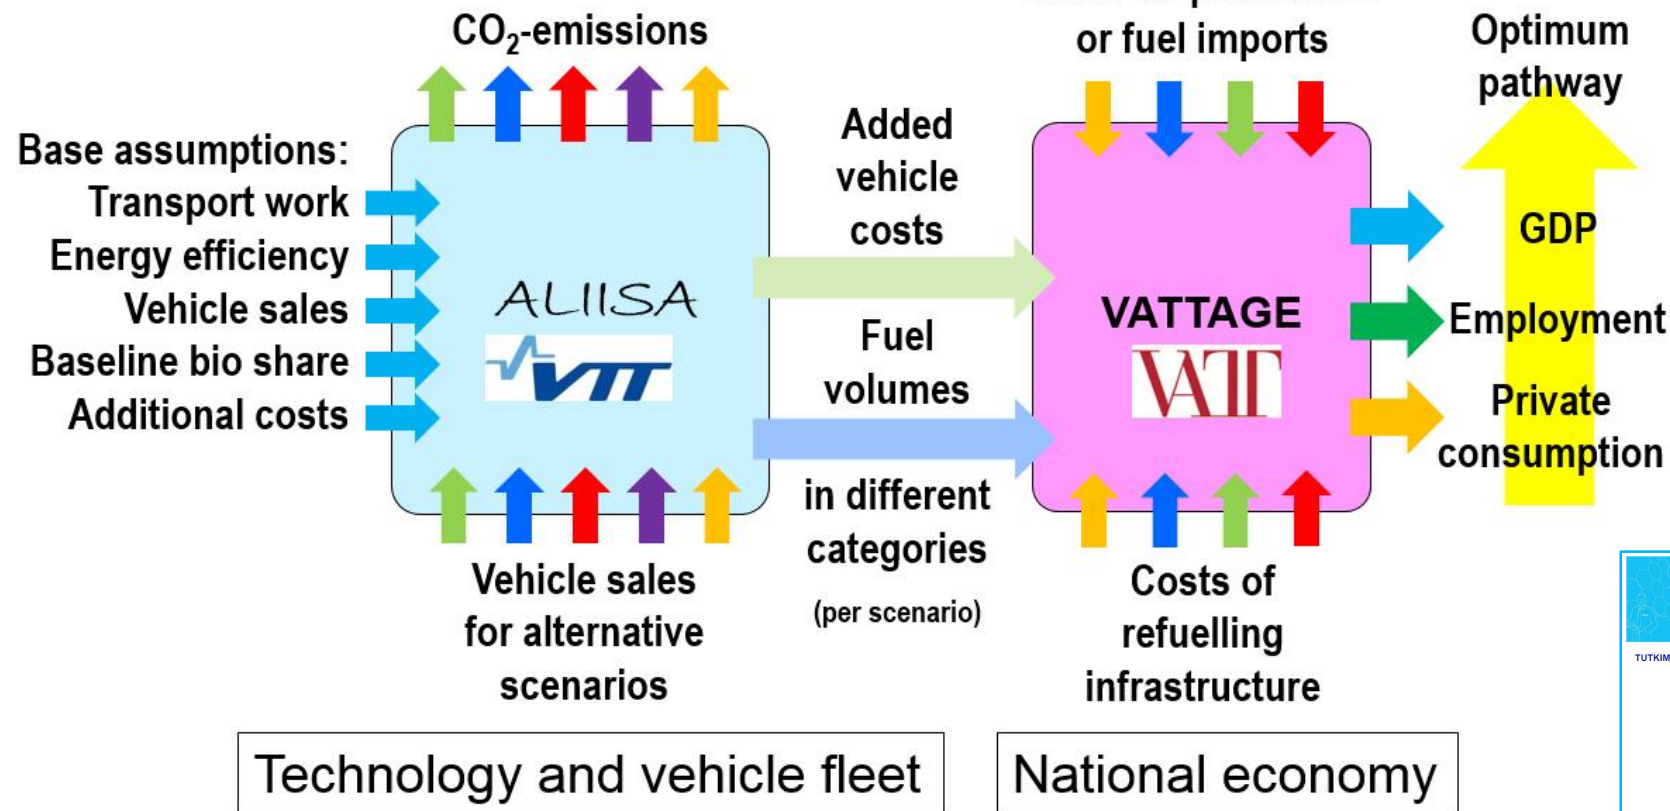 CO₂-emissions
or fuel imports
Optimum
pathway
Base assumptions:
Transport work
Energy efficiency
Vehicle sales
Baseline bio share
Additional costs
ALIISA
VTT
Added
vehicle
costs
Fuel
volumes
in different
categories
(per scenario)
VATTAGE
VATT
GDP
Employment
Private
consumption
Vehicle sales
for alternative
scenarios
Costs of
refuelling
infrastructure
Technology and vehicle fleet
National economy
TUTKIM